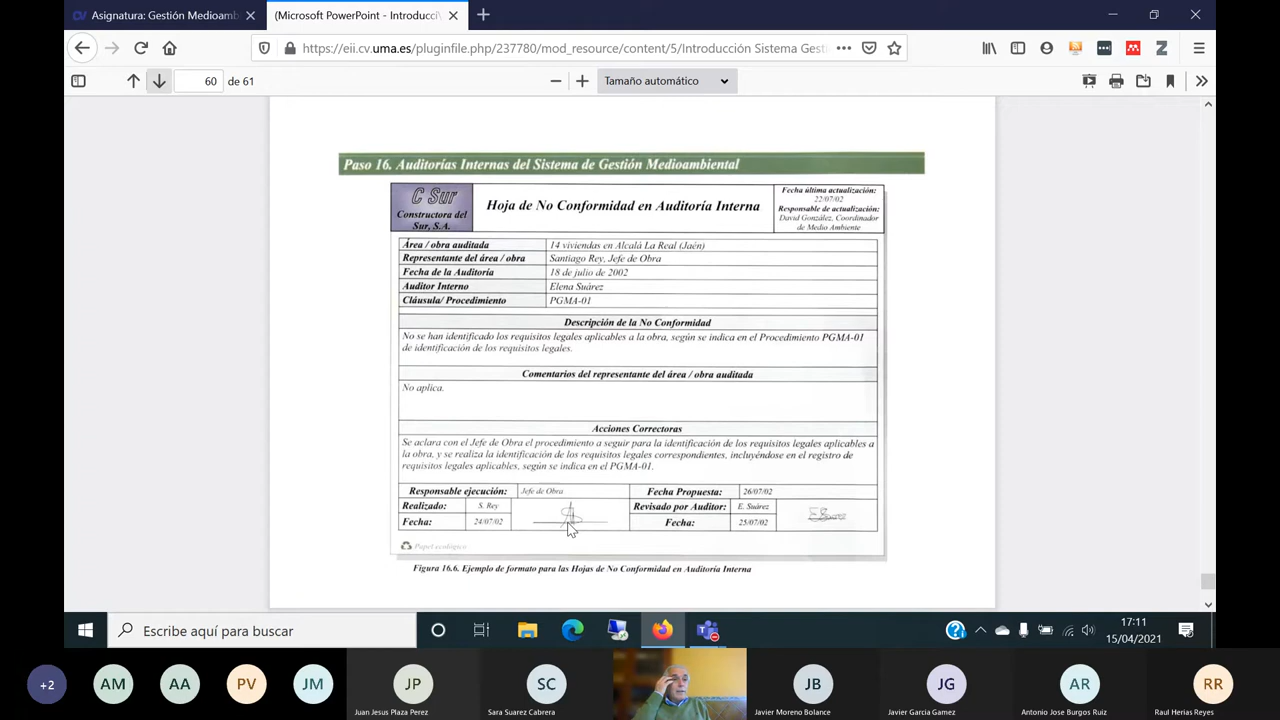 Asignatura: Gestión Medioamb
(Microsoft PowerPoint - Introducci
https://eii.cv.uma.es/pluginfile.php/237780/mod_resource/content/5/Introducción Sistema Gest
60 de 61
Tamaño automático
Paso 16. Auditorías Internas del Sistema de Gestión Medioambiental
C Sur
Constructora del
Sur, S.A.
Hoja de No Conformidad en Auditoría Interna
Fecha última actualización:
22/07/02
Responsable de actualización:
David González, Coordinador
de Medio Ambiente
Área / obra auditada 14 viviendas en Alcalá La Real (Jaén)
Representante del área / obra Santiago Rey, Jefe de Obra
Fecha de la Auditoría 18 de julio de 2002
Auditor Interno Elena Suárez
Cláusula/ Procedimiento PGMA-01
Descripción de la No Conformidad
No se han identificado los requisitos legales aplicables a la obra, según se indica en el Procedimiento PGMA-01
de identificación de los requisitos legales.
Comentarios del representante del área / obra auditada
No aplica.
Acciones Correctoras
Se aclara con el Jefe de Obra el procedimiento a seguir para la identificación de los requisitos legales aplicables a
la obra, y se realiza la identificación de los requisitos legales correspondientes, incluyéndose en el registro de
requisitos legales aplicables, según se indica en el PGMA-01.
Responsable ejecución: Jefe de Obra Fecha Propuesta: 26/07/02
Realizado: S. Rey Revisado por Auditor: E. Suárez
Fecha: 24/07/02 Fecha: 25/07/02
Papel ecológico
Figura 16.6. Ejemplo de formato para las Hojas de No Conformidad en Auditoría Interna
Escribe aquí para buscar
17:11
15/04/2021
+2 AM AA PV JM JP SC JB JG AR RR
Juan Jesus Plaza Perez Sara Suarez Cabrera Javier Moreno Bolance Javier Garcia Gamez Antonio Jose Burgos Ruiz Raul Herias Reyes